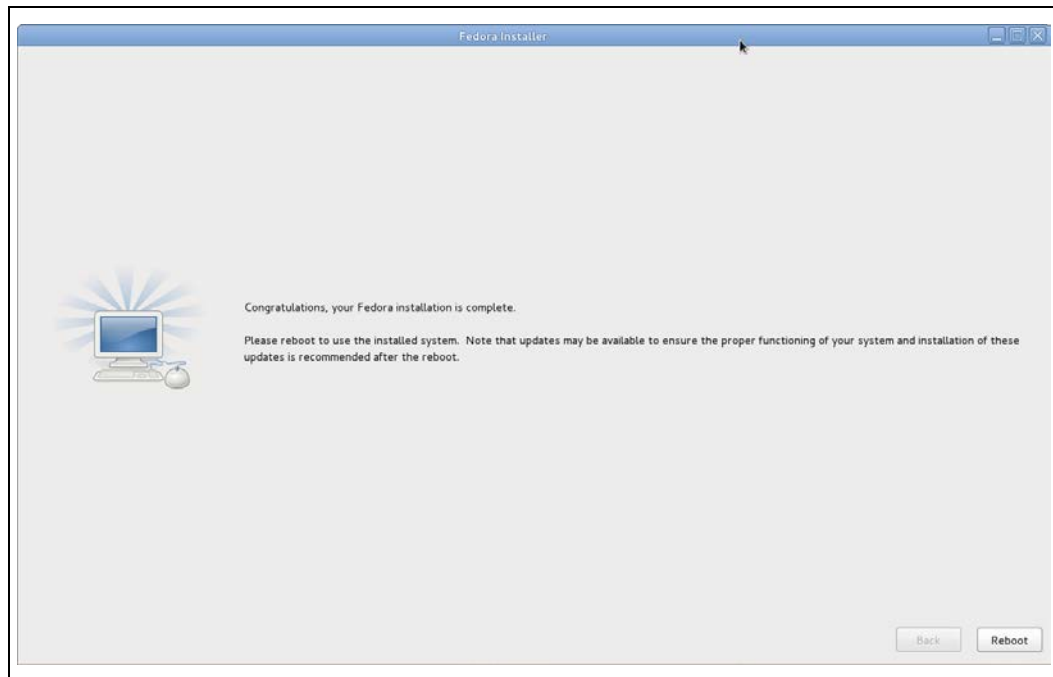 Fedora Installer
Congratulations, your Fedora installation is complete.
Please reboot to use the installed system.  Note that updates may be available to ensure the proper functioning of your system and installation of these
updates is recommended after the reboot.
Back
Reboot